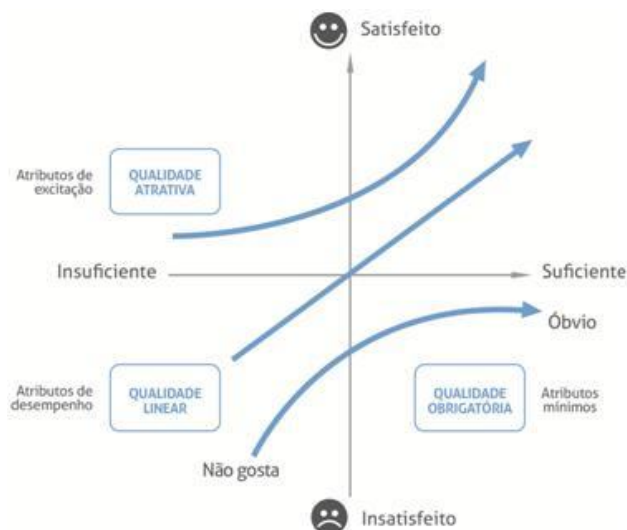 Satisfeito
Atributos de
excitação
QUALIDADE
ATRATIVA
Insuficiente
Suficiente
Óbvio
Atributos de
desempenho
QUALIDADE
LINEAR
QUALIDADE
OBRIGATÓRIA
Atributos
mínimos
Não gosta
Insatisfeito